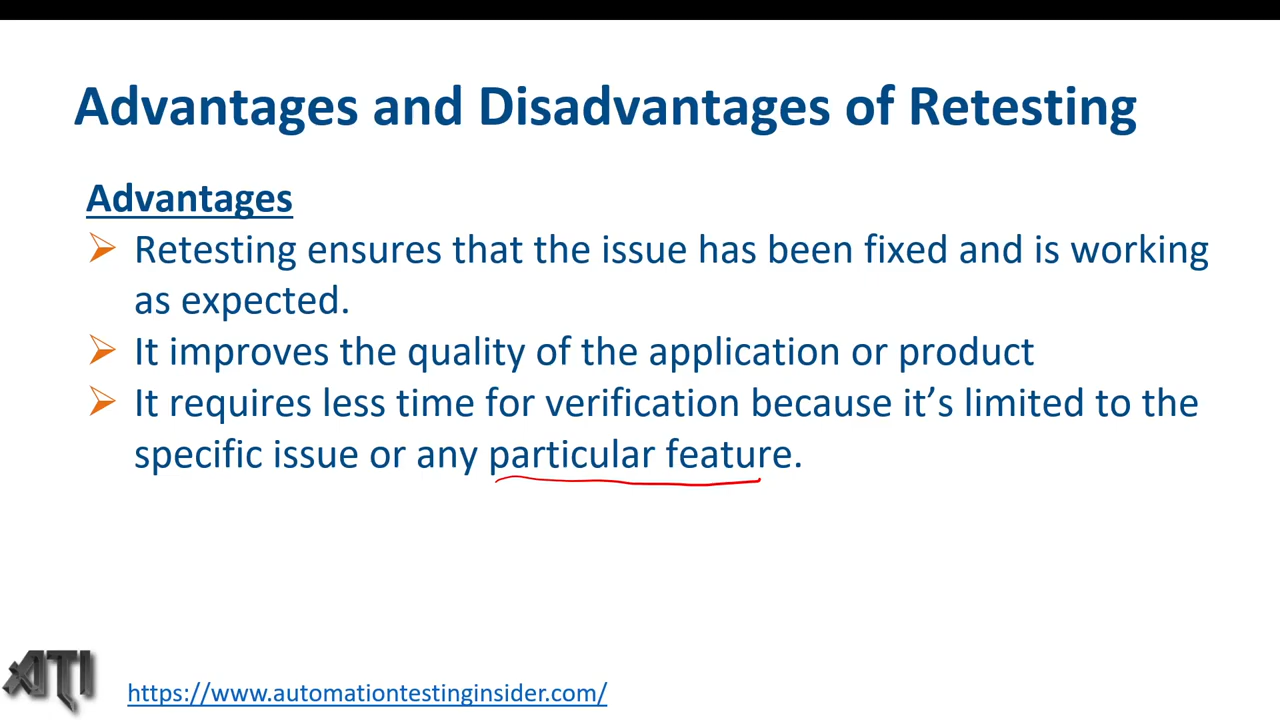 Advantages and Disadvantages of Retesting
Advantages
Retesting ensures that the issue has been fixed and is working
as expected.
It improves the quality of the application or product
It requires less time for verification because it’s limited to the
specific issue or any particular feature.
ATI
https://www.automationtestinginsider.com/